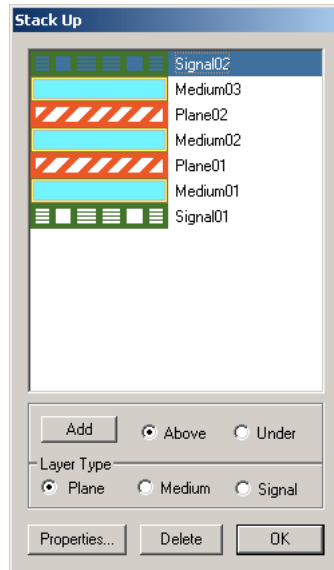 Stack Up
Signal02
Medium03
Plane02
Medium02
Plane01
Medium01
Signal01
Add Above Under
Layer Type
Plane Medium Signal
Properties... Delete OK